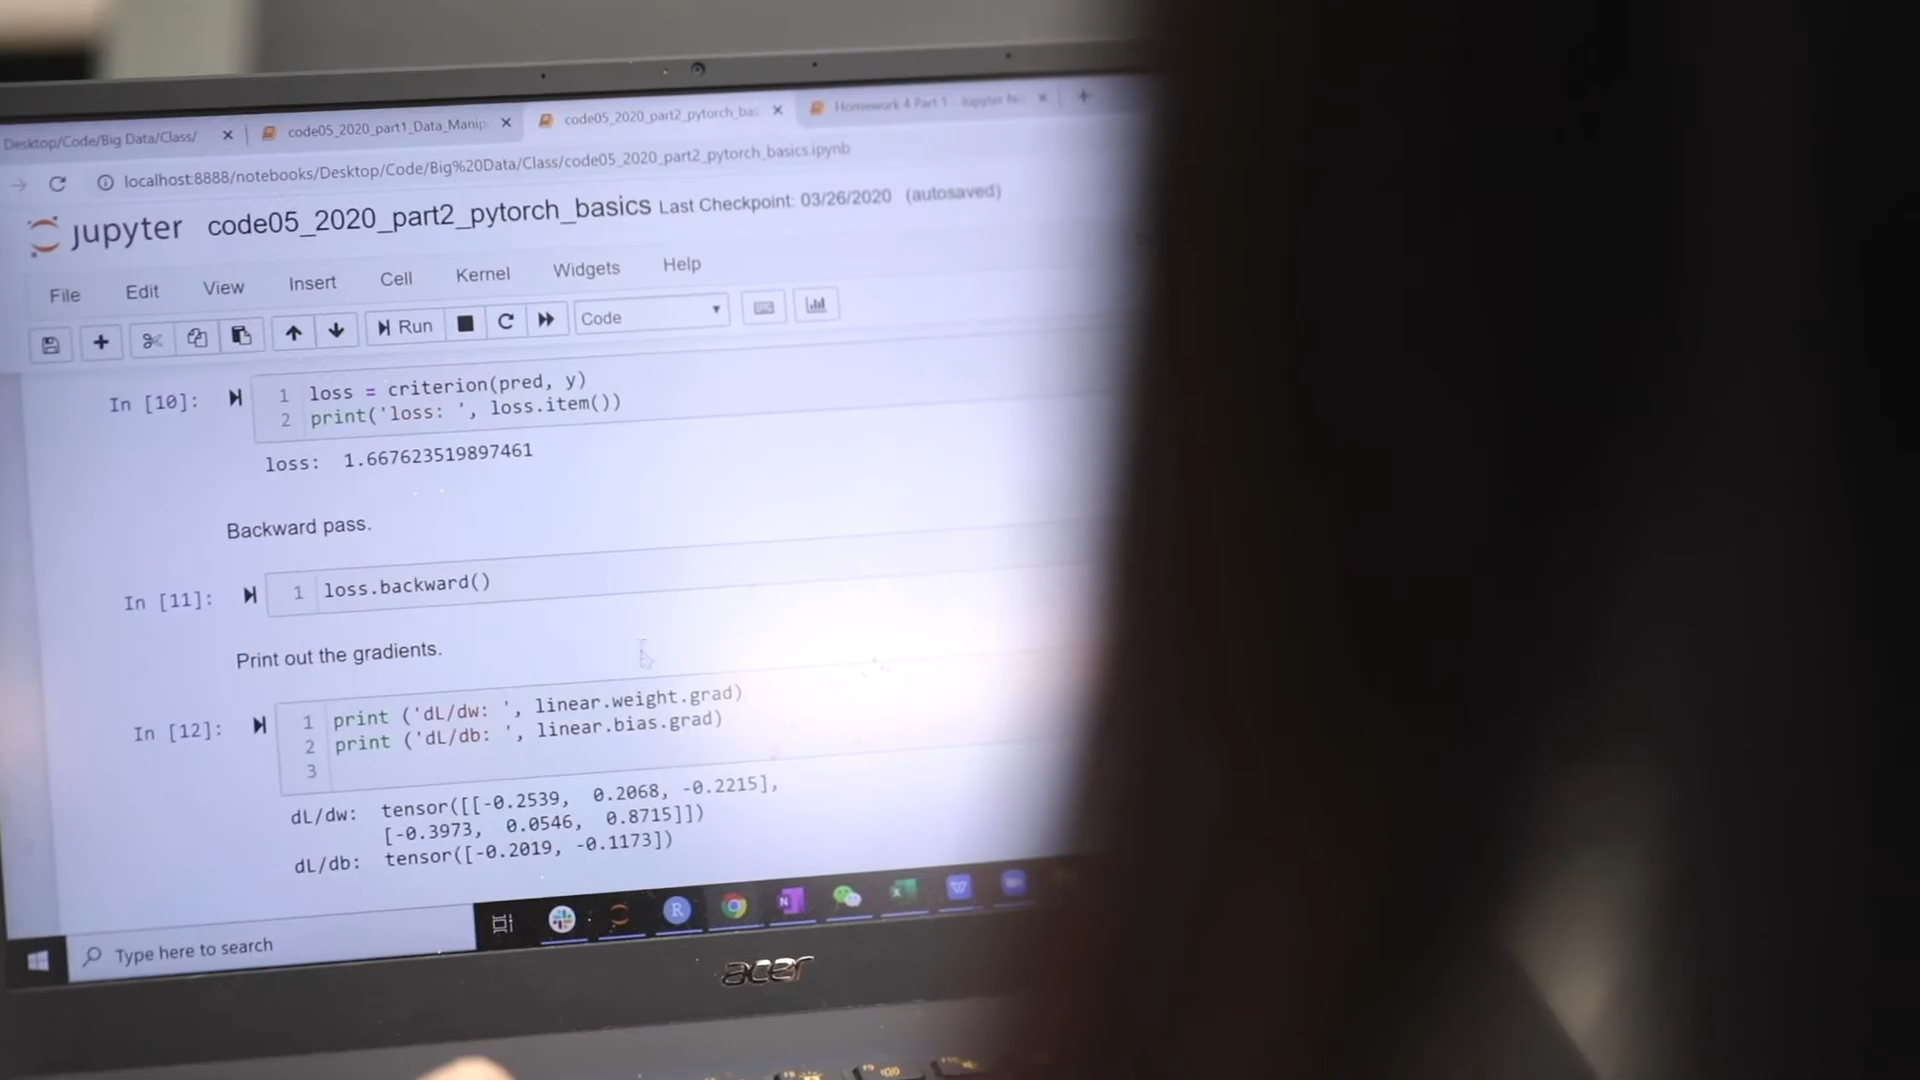 Desktop/Code/Big Data/Class/
code05_2020_part1_Data_Manip
code05_2020_part2_pytorch_ba
Homework 4 Part 1 - Jupyter
localhost:8888/notebooks/Desktop/Code/Big%20Data/Class/code05_2020_part2_pytorch_basics.ipynb
jupyter code05_2020_part2_pytorch_basics Last Checkpoint: 03/26/2020 (autosaved)
File Edit View Insert Cell Kernel Widgets Help
Run Code
In [10]: 1 loss = criterion(pred, y)
2 print('loss: ', loss.item())
loss: 1.667623519897461
Backward pass.
In [11]: 1 loss.backward()
Print out the gradients.
In [12]: 1 print ('dL/dw: ', linear.weight.grad)
2 print ('dL/db: ', linear.bias.grad)
3
dL/dw: tensor([[-0.2539, 0.2068, -0.2215],
[-0.3973, 0.0546, 0.8715]])
dL/db: tensor([-0.2019, -0.1173])
Type here to search
acer